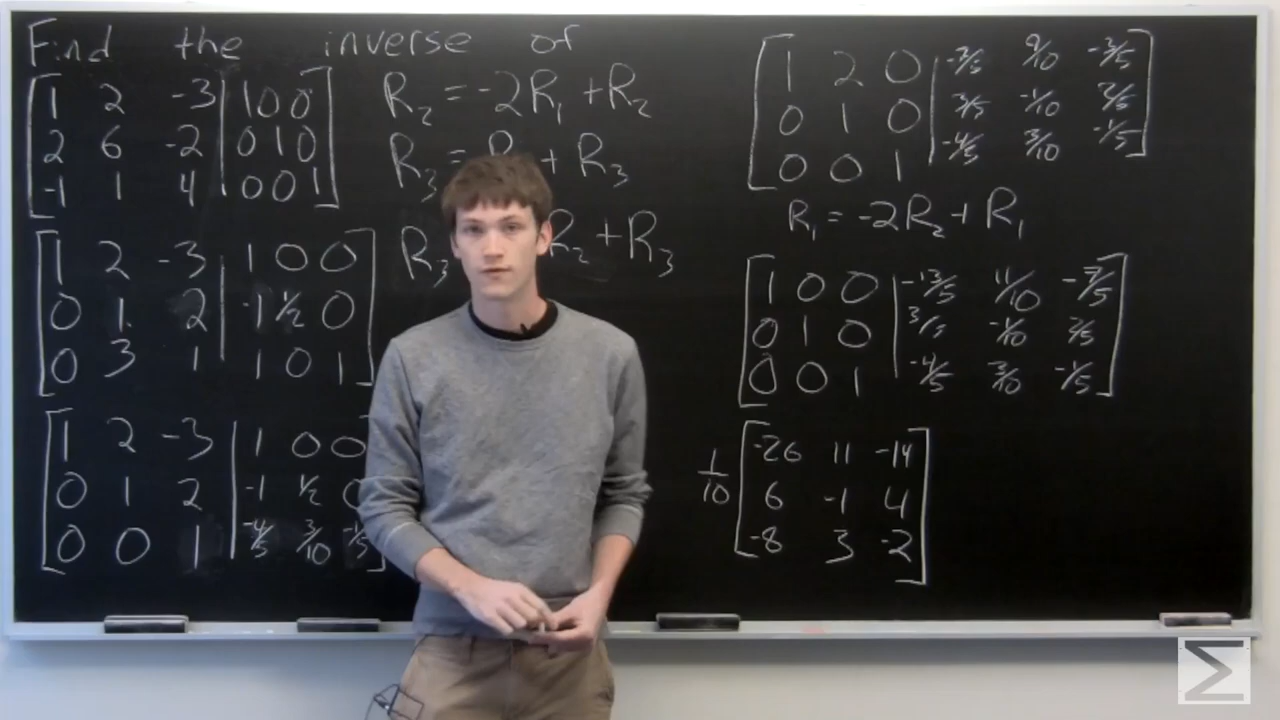 Find the inverse of
1 2 -3 | 1 0 0
2 6 -2 | 0 1 0
-1 1 4 | 0 0 1
R₂ = -2R₁ + R₂
R₃ = R + R₃
R₃ R₂ + R₃
1 2 -3 | 1 0 0
0 1 2 | -1 1/2 0
0 3 1 | 1 0 1
1 2 -3 | 1 0 0
0 1 2 | -1 1/2 0
0 0 1 | -4/5 3/10 -1/5
1 2 0 | -7/5 9/10 -3/5
0 1 0 | 3/5 -1/10 2/5
0 0 1 | -4/5 3/10 -1/5
R₁ = -2R₂ + R₁
1 0 0 | -13/5 11/10 -7/5
0 1 0 | 3/5 -1/10 2/5
0 0 1 | -4/5 3/10 -1/5
1/10
-26 11 -14
6 -1 4
-8 3 -2
Σ